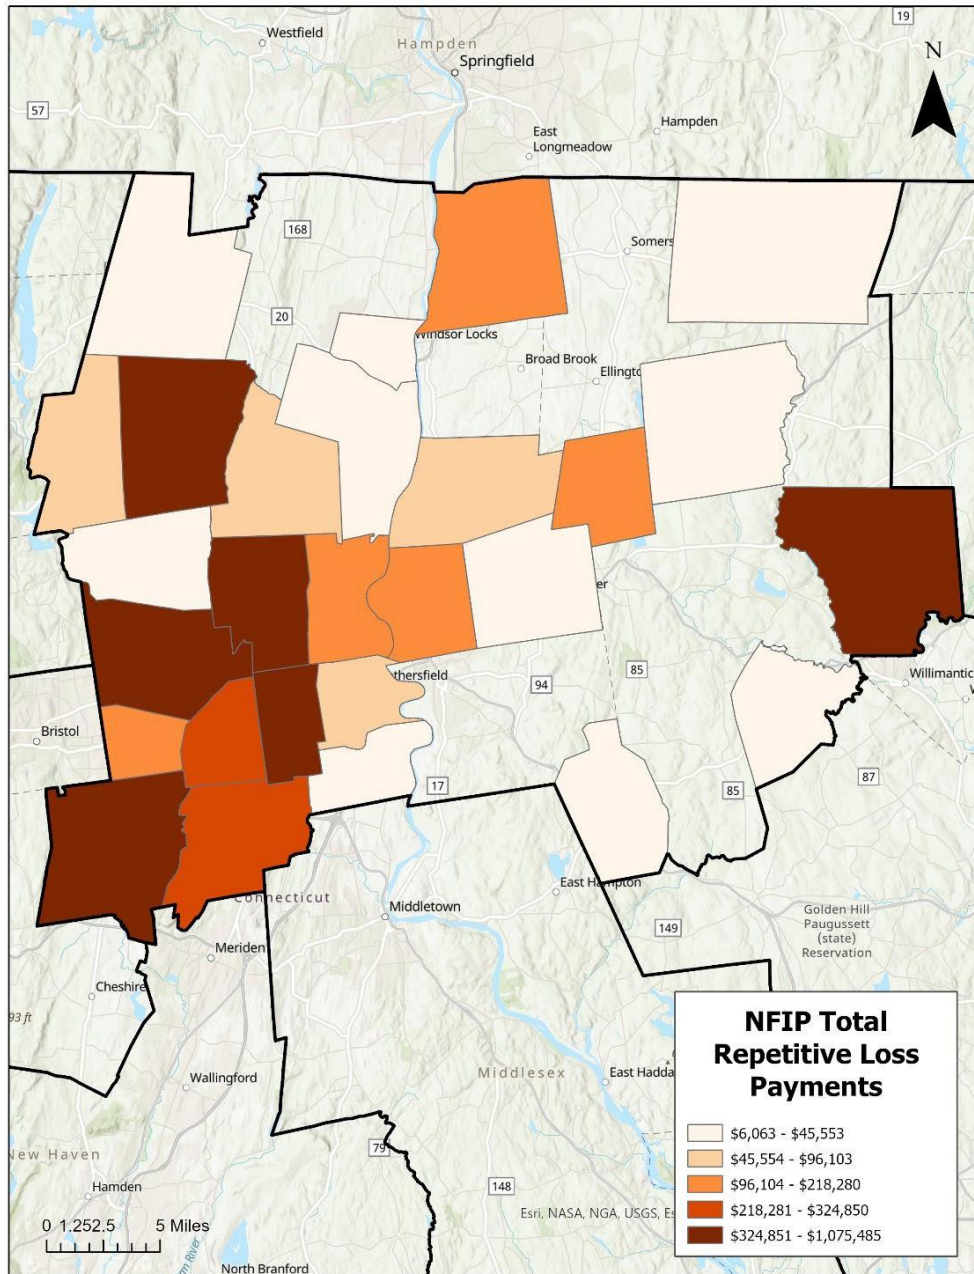 19
Westfield
Hampden
Springfield
N
57
Hampden
East
Longmeadow
168
Somers
20
Windsor Locks
Broad Brook
Ellingto
er
thersfield
94
85
Willimantic
Bristol
17
85
87
East Hampton
Connecticut
Middletown
149
Golden Hill
Paugussett
(state)
Reservation
Meriden
Cheshire
93 ft
NFIP Total
Repetitive Loss
Payments
$6,063 - $45,553
$45,554 - $96,103
$96,104 - $218,280
$218,281 - $324,850
$324,851 - $1,075,485
Wallingford
Middlesex
East Hadda
79
New Haven
148
Hamden
0 1.252.5 5 Miles
Esri, NASA, NGA, USGS, Es
North Branford